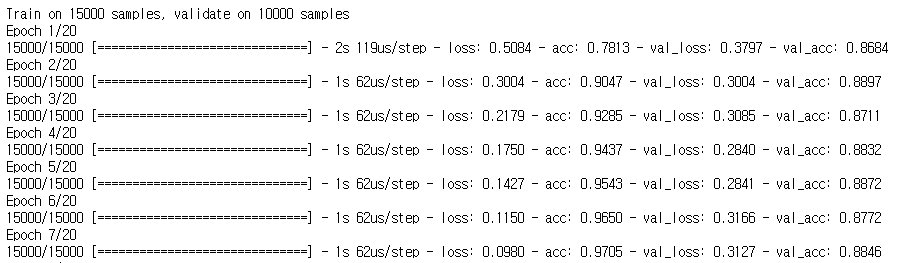 Train on 15000 samples, validate on 10000 samples
Epoch 1/20
15000/15000 [==============================] - 2s 119us/step - loss: 0.5084 - acc: 0.7813 - val_loss: 0.3797 - val_acc: 0.8684
Epoch 2/20
15000/15000 [==============================] - 1s 62us/step - loss: 0.3004 - acc: 0.9047 - val_loss: 0.3004 - val_acc: 0.8897
Epoch 3/20
15000/15000 [==============================] - 1s 62us/step - loss: 0.2179 - acc: 0.9285 - val_loss: 0.3085 - val_acc: 0.8711
Epoch 4/20
15000/15000 [==============================] - 1s 62us/step - loss: 0.1750 - acc: 0.9437 - val_loss: 0.2840 - val_acc: 0.8832
Epoch 5/20
15000/15000 [==============================] - 1s 62us/step - loss: 0.1427 - acc: 0.9543 - val_loss: 0.2841 - val_acc: 0.8872
Epoch 6/20
15000/15000 [==============================] - 1s 62us/step - loss: 0.1150 - acc: 0.9650 - val_loss: 0.3166 - val_acc: 0.8772
Epoch 7/20
15000/15000 [==============================] - 1s 62us/step - loss: 0.0980 - acc: 0.9705 - val_loss: 0.3127 - val_acc: 0.8846